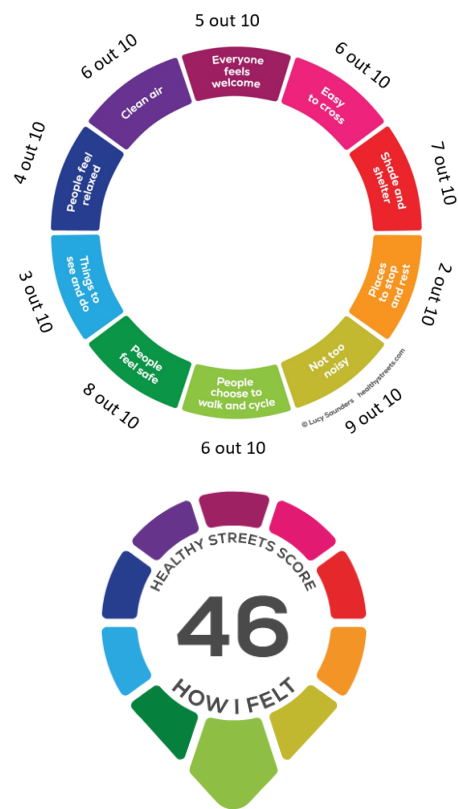 5 out 10
6 out 10
7 out 10
2 out 10
9 out 10
6 out 10
8 out 10
3 out 10
4 out 10
6 out 10
Everyone
feels
welcome
Easy
to cross
Shade and
shelter
Places
to stop
and rest
Not too
noisy
People
choose to
walk and cycle
People
feel safe
Things to
see and do
People feel
relaxed
Clean air
© Lucy Saunders healthystreets.com
HEALTHY STREETS SCORE
46
HOW I FELT